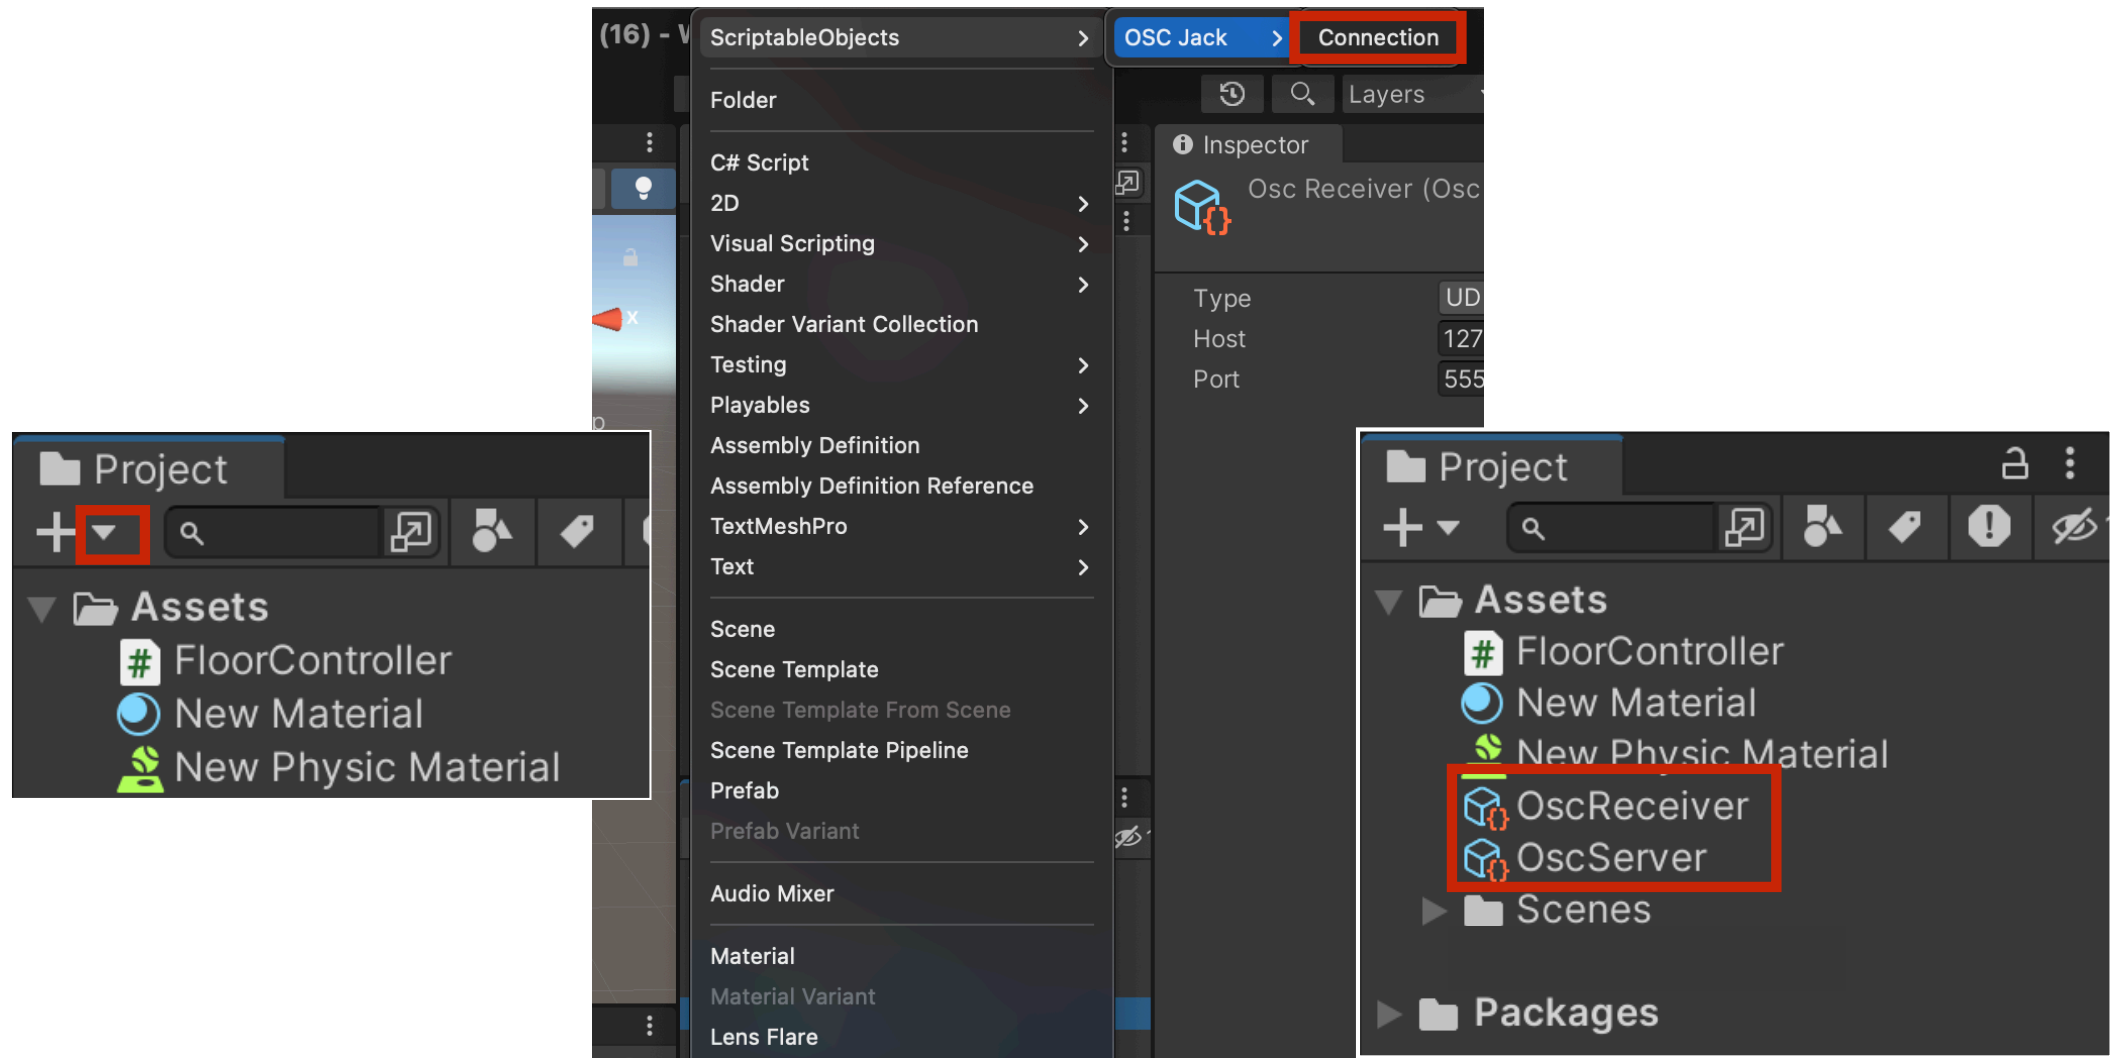 (16) - 
ScriptableObjects
OSC Jack
Connection
Folder
Layers
C# Script
2D
Visual Scripting
Shader
Shader Variant Collection
Testing
Playables
Assembly Definition
Assembly Definition Reference
TextMeshPro
Text
Scene
Scene Template
Scene Template From Scene
Scene Template Pipeline
Prefab
Prefab Variant
Audio Mixer
Material
Material Variant
Lens Flare
x
Inspector
Osc Receiver (Osc
{}
Type UD
Host 127
Port 555
Project
Assets
# FloorController
New Material
New Physic Material
Project
Assets
# FloorController
New Material
New Physic Material
{} OscReceiver
{} OscServer
Scenes
Packages